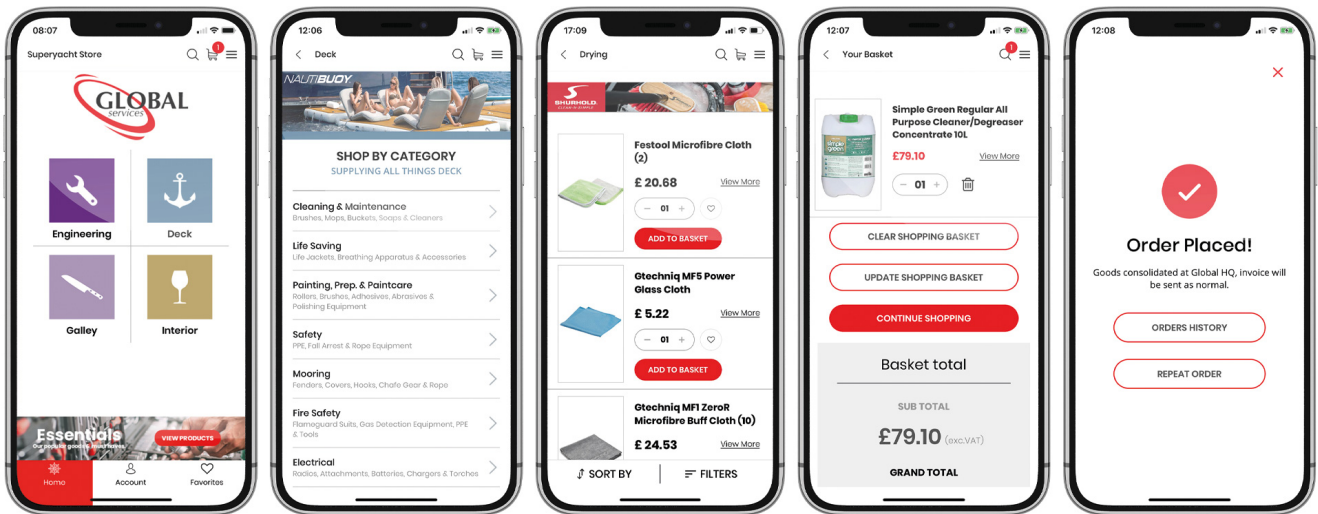 08:07
Superyacht Store
1
GLOBAL
services
Engineering
Deck
Galley
Interior
Essentials
Our popular goods & must haves
VIEW PRODUCTS
Home
Account
Favorites
12:06
Deck
NAUTIBUOY
SHOP BY CATEGORY
SUPPLYING ALL THINGS DECK
Cleaning & Maintenance
Brushes, Mops, Buckets, Soaps & Cleaners
Life Saving
Life Jackets, Breathing Apparatus & Accessories
Painting, Prep. & Paintcare
Rollers, Brushes, Adhesives, Abrasives &
Polishing Equipment
Safety
PPE, Fall Arrest & Rope Equipment
Mooring
Fenders, Covers, Hooks, Chafe Gear & Rope
Fire Safety
Flameguard Suits, Gas Detection Equipment, PPE
& Tools
Electrical
Radios, Attachments, Batteries, Chargers & Torches
17:09
Drying
SHURHOLD
CLEAN-N-SIMPLE
Festool Microfibre Cloth
(2)
£ 20.68
View More
- 01 +
ADD TO BASKET
Gtechniq MF5 Power
Glass Cloth
£ 5.22
View More
- 01 +
ADD TO BASKET
Gtechniq MF1 ZeroR
Microfibre Buff Cloth (10)
£ 24.53
View More
SORT BY
FILTERS
12:07
Your Basket
1
simple
green
Simple Green Regular All
Purpose Cleaner/Degreaser
Concentrate 10L
£79.10
View More
- 01 +
CLEAR SHOPPING BASKET
UPDATE SHOPPING BASKET
CONTINUE SHOPPING
Basket total
SUB TOTAL
£79.10 (exc.VAT)
GRAND TOTAL
12:08
Order Placed!
Goods consolidated at Global HQ, invoice will
be sent as normal.
ORDERS HISTORY
REPEAT ORDER